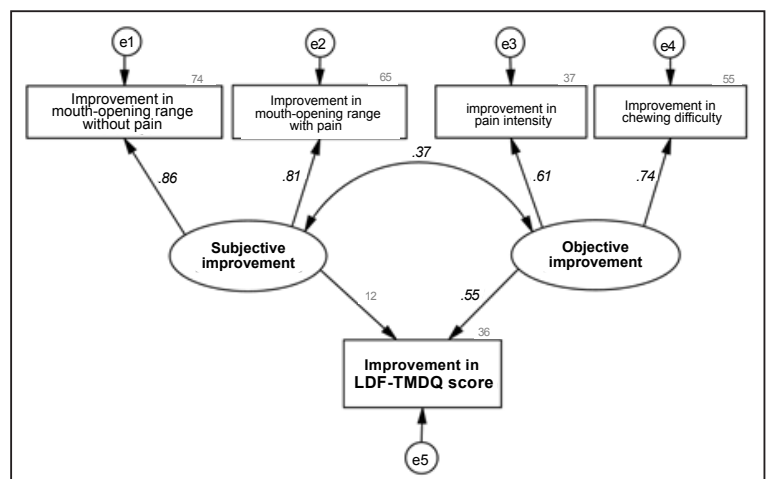 e1
e2
e3
e4
74
65
37
55
Improvement in
mouth-opening range
without pain
Improvement in
mouth-opening range
with pain
improvement in
pain intensity
Improvement in
chewing difficulty
.86
.81
.37
.61
.74
Subjective
improvement
Objective
improvement
12
.55
36
Improvement in
LDF-TMDQ score
e5